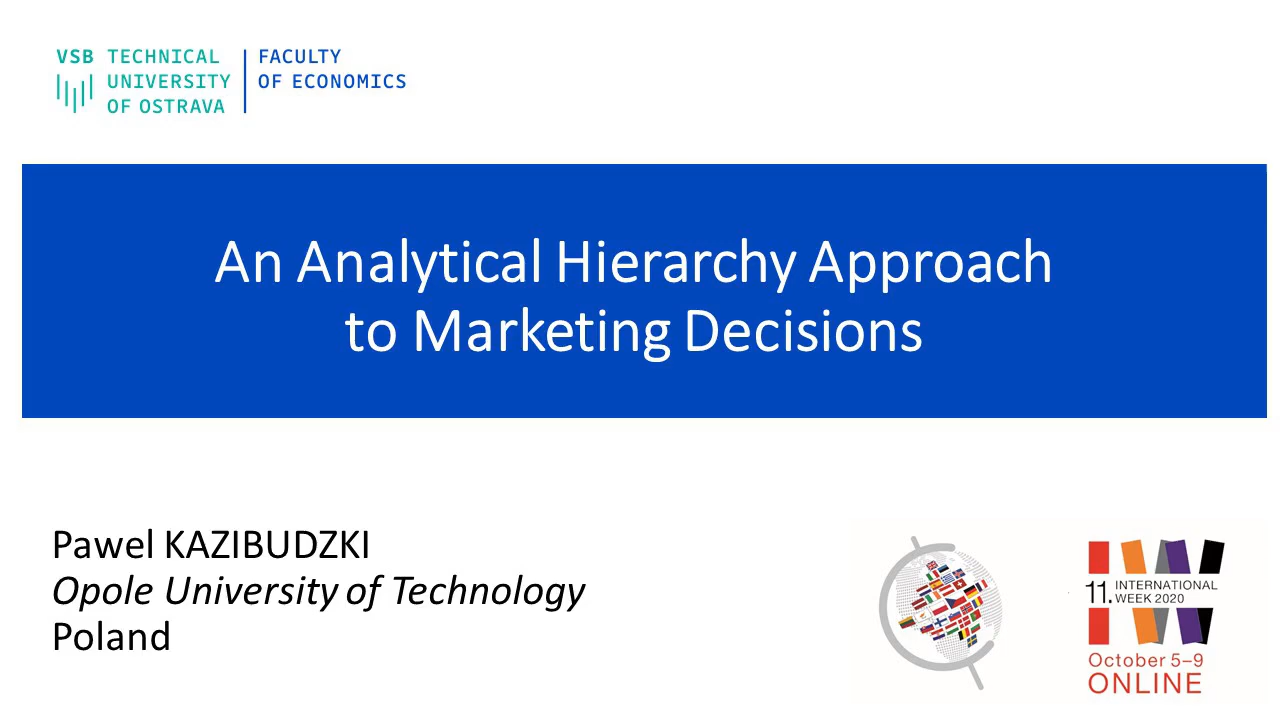 VSB TECHNICAL
UNIVERSITY
OF OSTRAVA
FACULTY
OF ECONOMICS
An Analytical Hierarchy Approach
to Marketing Decisions
Pawel KAZIBUDZKI
Opole University of Technology
Poland
11. INTERNATIONAL
WEEK 2020
October 5–9
ONLINE